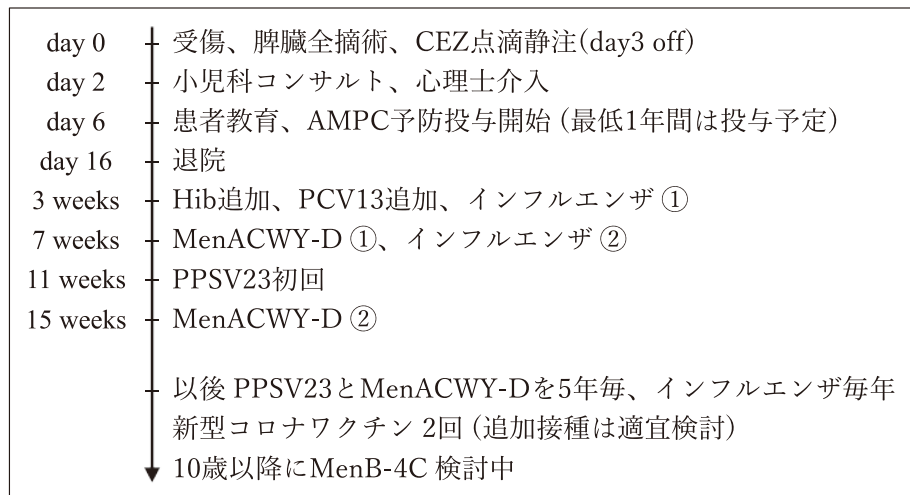 day 0 受傷、脾臓全摘術、CEZ点滴静注(day3 off)
day 2 小児科コンサルト、心理士介入
day 6 患者教育、AMPC予防投与開始 (最低1年間は投与予定)
day 16 退院
3 weeks Hib追加、PCV13追加、インフルエンザ ①
7 weeks MenACWY-D ①、インフルエンザ ②
11 weeks PPSV23初回
15 weeks MenACWY-D ②
以後 PPSV23とMenACWY-Dを5年毎、インフルエンザ毎年
新型コロナワクチン 2回 (追加接種は適宜検討)
10歳以降にMenB-4C 検討中